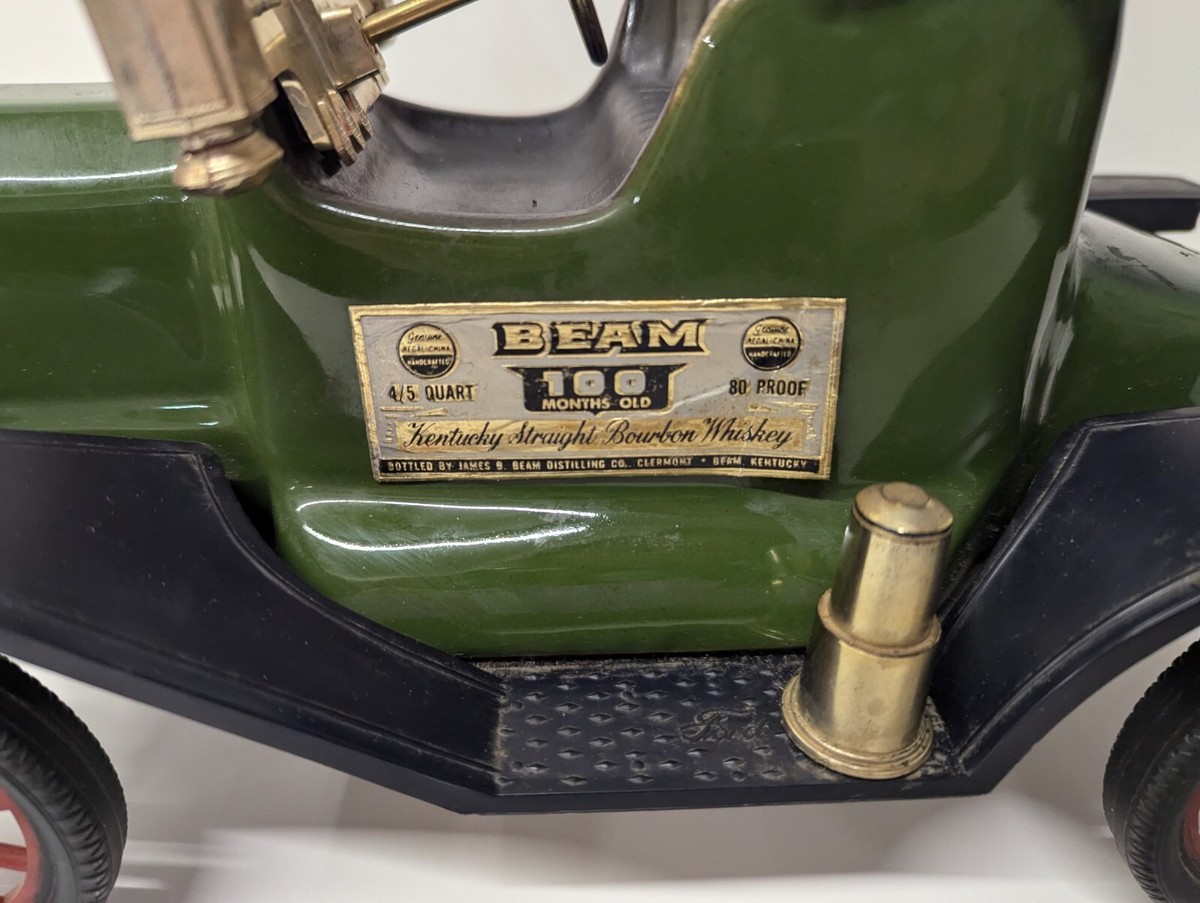 Genuine
REGAL CHINA
HANDCRAFTED
BEAM
Genuine
REGAL CHINA
HANDCRAFTED
4/5 QUART
100
MONTHS OLD
80 PROOF
Kentucky Straight Bourbon Whiskey
BOTTLED BY JAMES B. BEAM DISTILLING CO., CLERMONT • BEAM, KENTUCKY
Ford